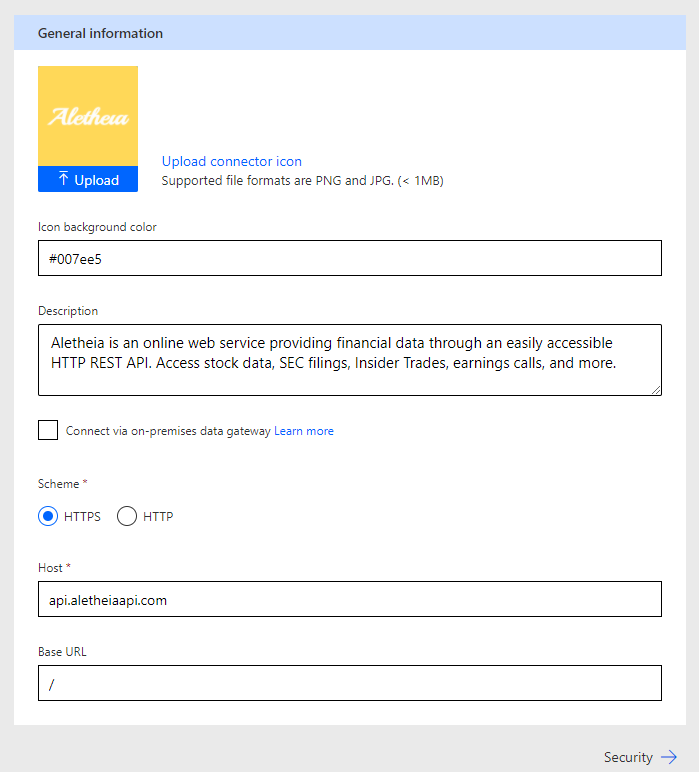 General information
Aletheia
Upload
Upload connector icon
Supported file formats are PNG and JPG. (< 1MB)
Icon background color
#007ee5
Description
Aletheia is an online web service providing financial data through an easily accessible
HTTP REST API. Access stock data, SEC filings, Insider Trades, earnings calls, and more.
Connect via on-premises data gateway Learn more
Scheme *
HTTPS HTTP
Host *
api.aletheiaapi.com
Base URL
/
Security